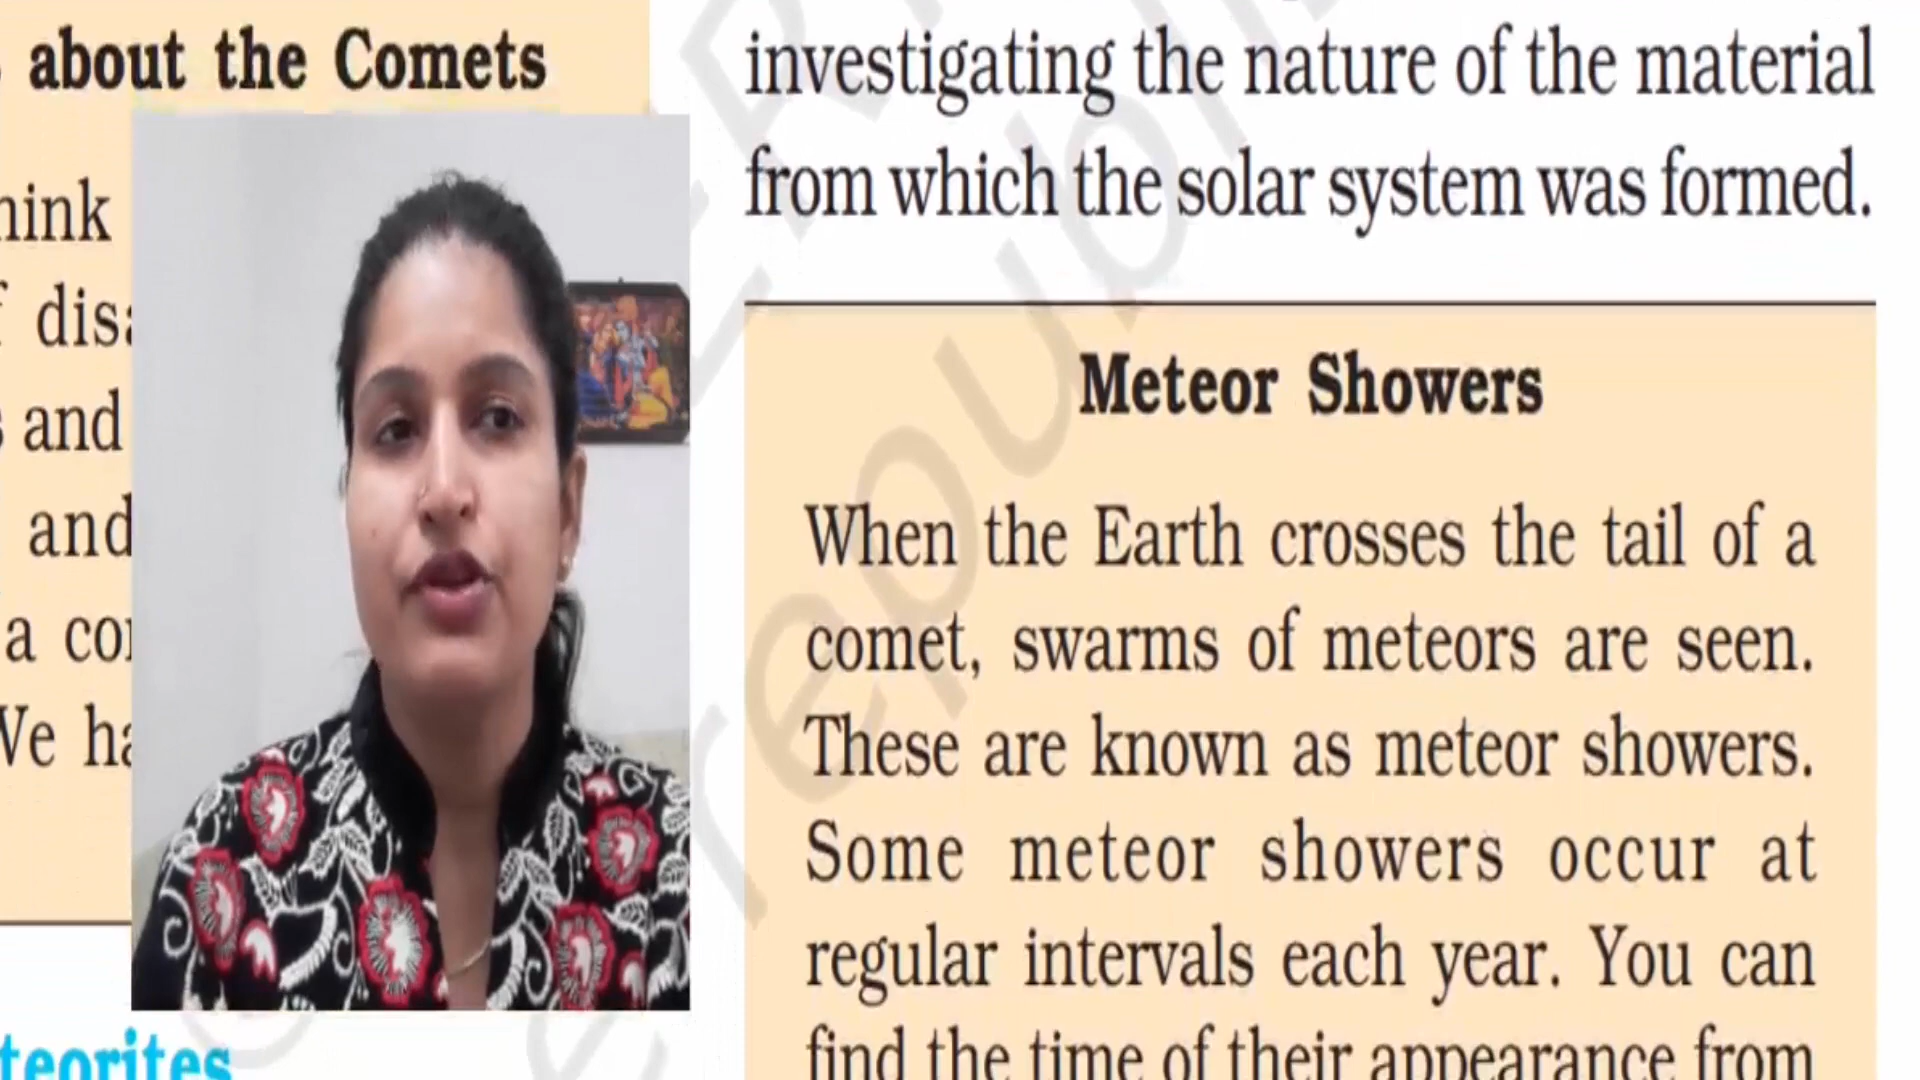 about the Comets
disa
and
and
a
We ha
investigating the nature of the material
from which the solar system was formed.
Meteor Showers
When the Earth crosses the tail of a
comet, swarms of meteors are seen.
These are known as meteor showers.
Some meteor showers occur at
regular intervals each year. You can
find the time of their appearance from
republ